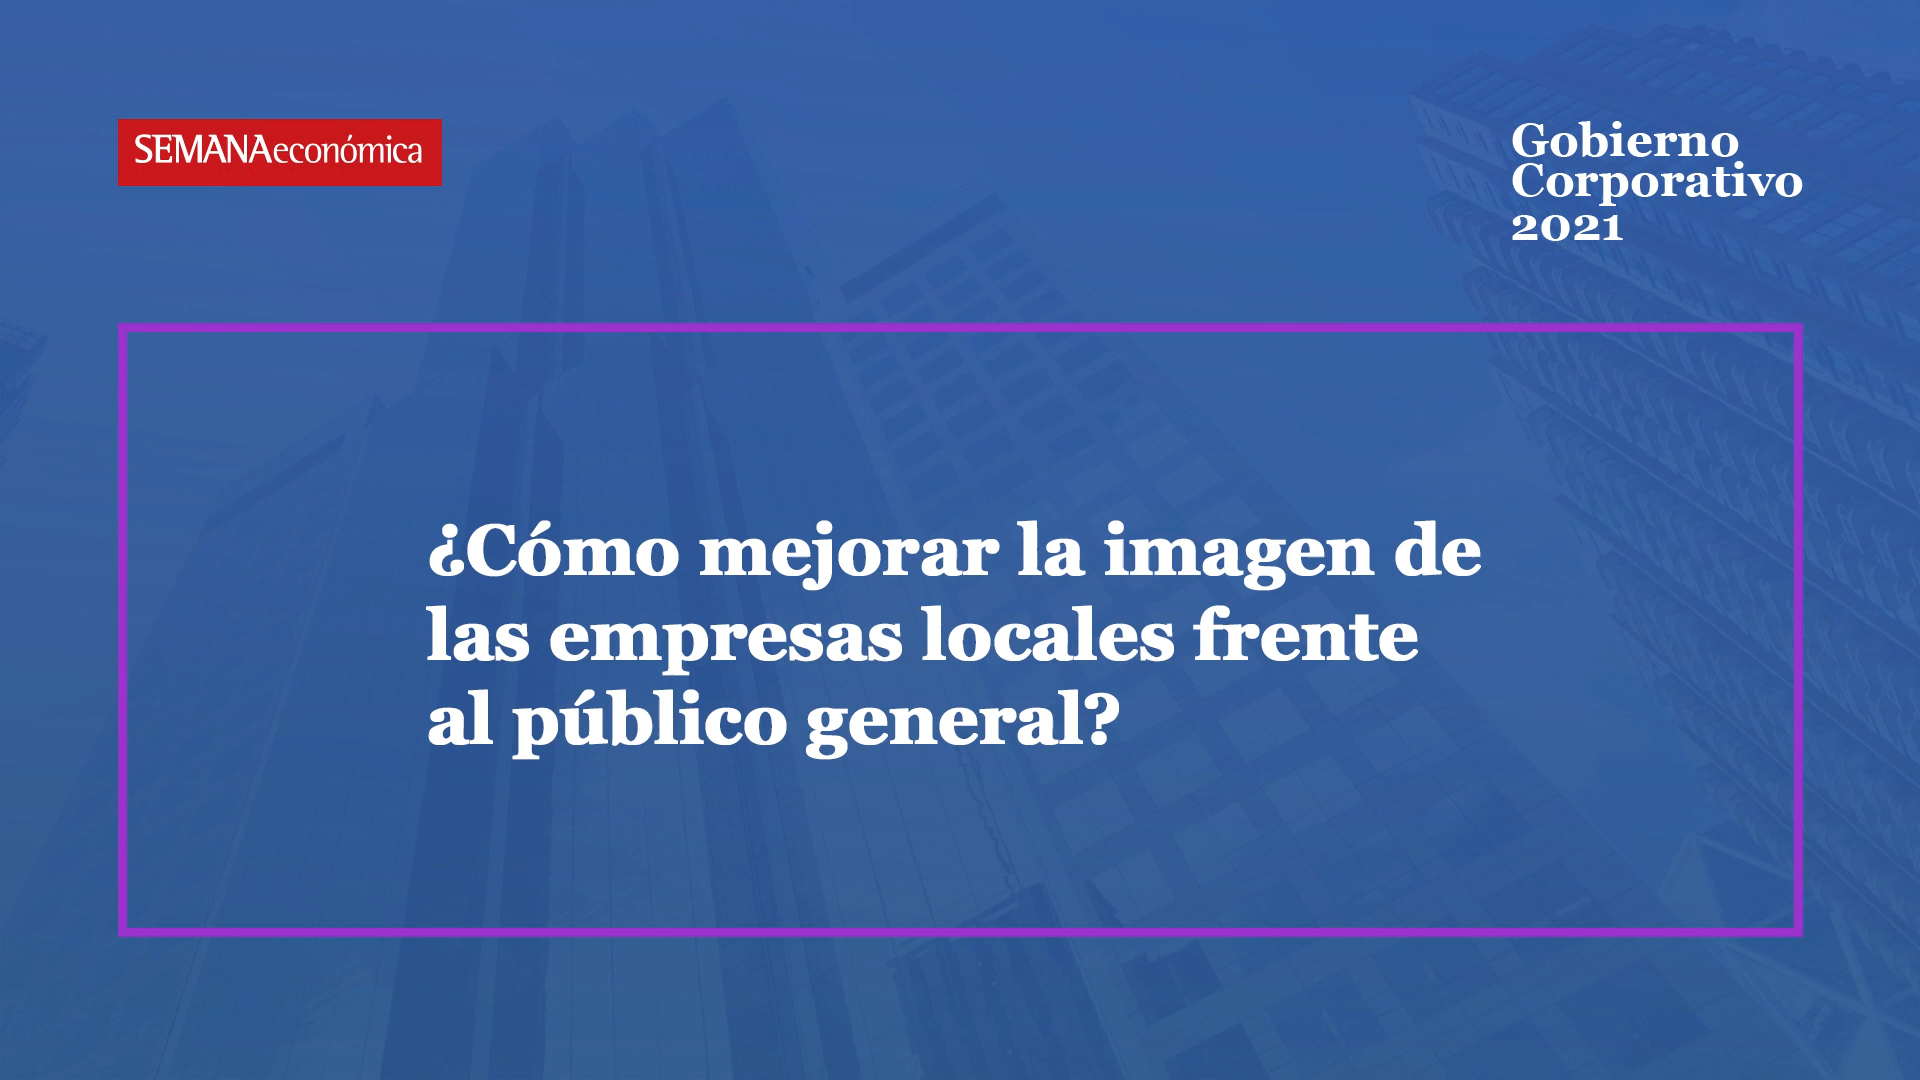 SEMANAeconómica
Gobierno
Corporativo
2021
¿Cómo mejorar la imagen de
las empresas locales frente
al público general?